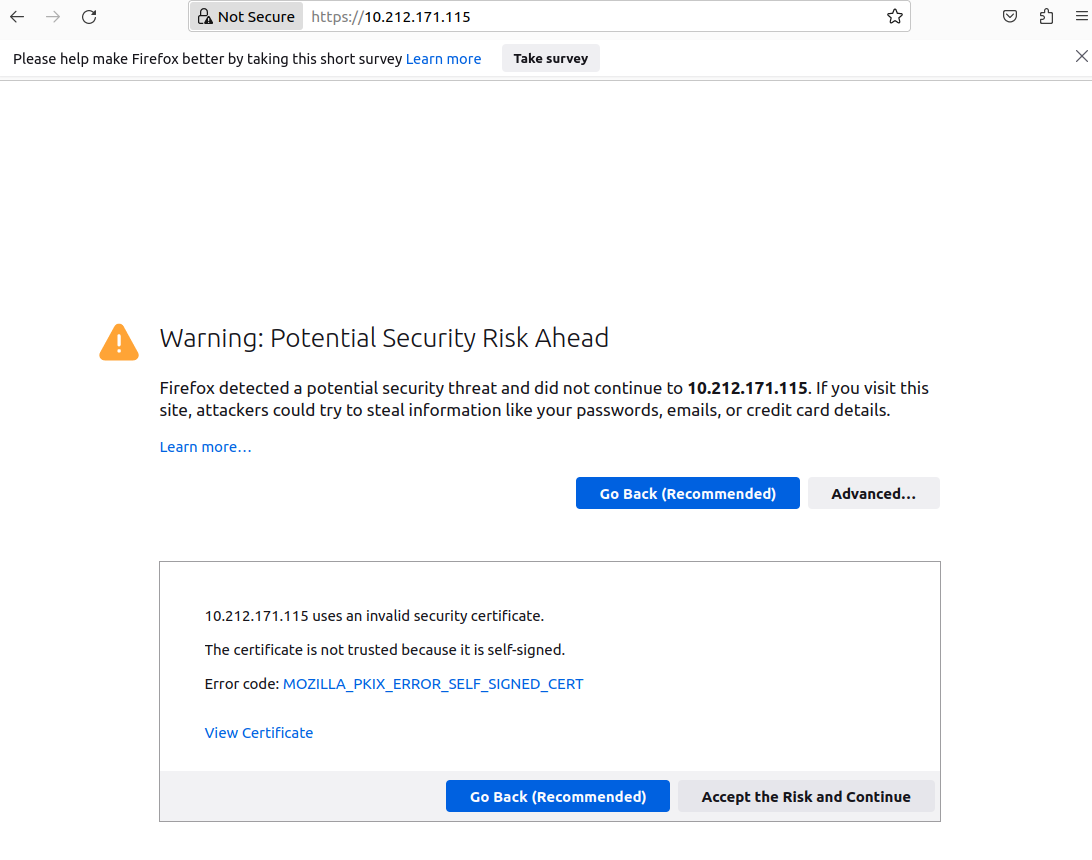 Not Secure https://10.212.171.115
Please help make Firefox better by taking this short survey Learn more Take survey
Warning: Potential Security Risk Ahead
Firefox detected a potential security threat and did not continue to 10.212.171.115. If you visit this
site, attackers could try to steal information like your passwords, emails, or credit card details.
Learn more…
Go Back (Recommended) Advanced…
10.212.171.115 uses an invalid security certificate.
The certificate is not trusted because it is self-signed.
Error code: MOZILLA_PKIX_ERROR_SELF_SIGNED_CERT
View Certificate
Go Back (Recommended) Accept the Risk and Continue